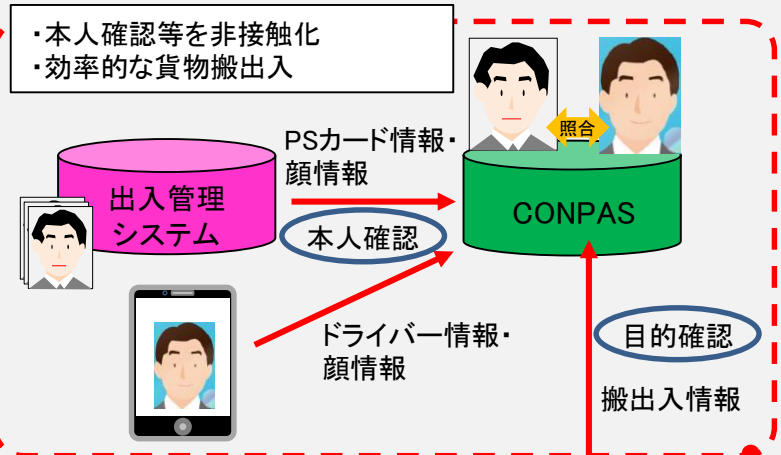 ・本人確認等を非接触化
・効率的な貨物搬出入
照合
PSカード情報・
顔情報
出入管理
システム
CONPAS
本人確認
ドライバー情報・
顔情報
目的確認
搬出入情報